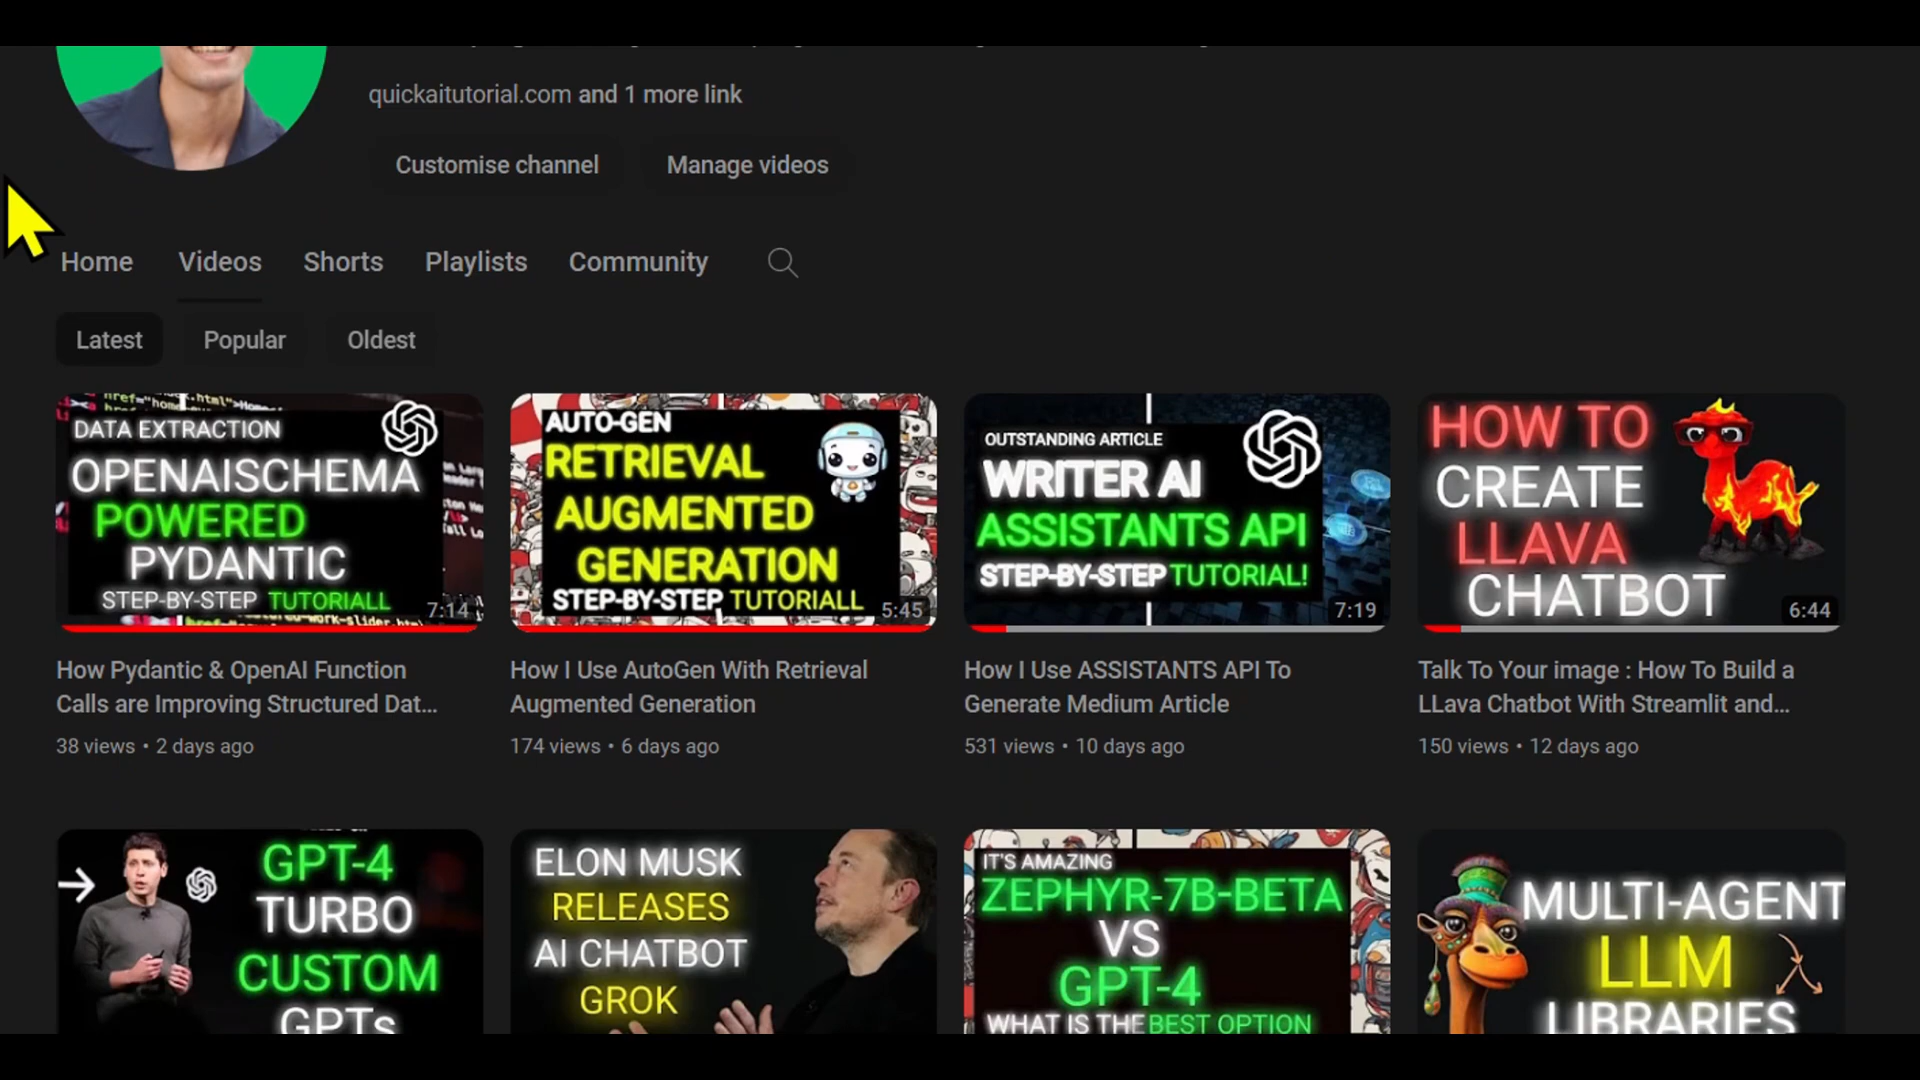 quickaitutorial.com and 1 more link
Customise channel
Manage videos
Home
Videos
Shorts
Playlists
Community
Latest
Popular
Oldest
DATA EXTRACTION
OPENAISCHEMA
POWERED
PYDANTIC
STEP-BY-STEP TUTORIALL
7:14
AUTO-GEN
RETRIEVAL
AUGMENTED
GENERATION
STEP-BY-STEP TUTORIALL
5:45
OUTSTANDING ARTICLE
WRITER AI
ASSISTANTS API
STEP-BY-STEP TUTORIAL!
7:19
HOW TO
CREATE
LLAVA
CHATBOT
6:44
How Pydantic & OpenAI Function
Calls are Improving Structured Dat...
38 views • 2 days ago
How I Use AutoGen With Retrieval
Augmented Generation
174 views • 6 days ago
How I Use ASSISTANTS API To
Generate Medium Article
531 views • 10 days ago
Talk To Your image : How To Build a
LLava Chatbot With Streamlit and...
150 views • 12 days ago
GPT-4
TURBO
CUSTOM
GPTs
ELON MUSK
RELEASES
AI CHATBOT
GROK
IT'S AMAZING
ZEPHYR-7B-BETA
VS
GPT-4
WHAT IS THE BEST OPTION
MULTI-AGENT
LLM
LIBRARIES